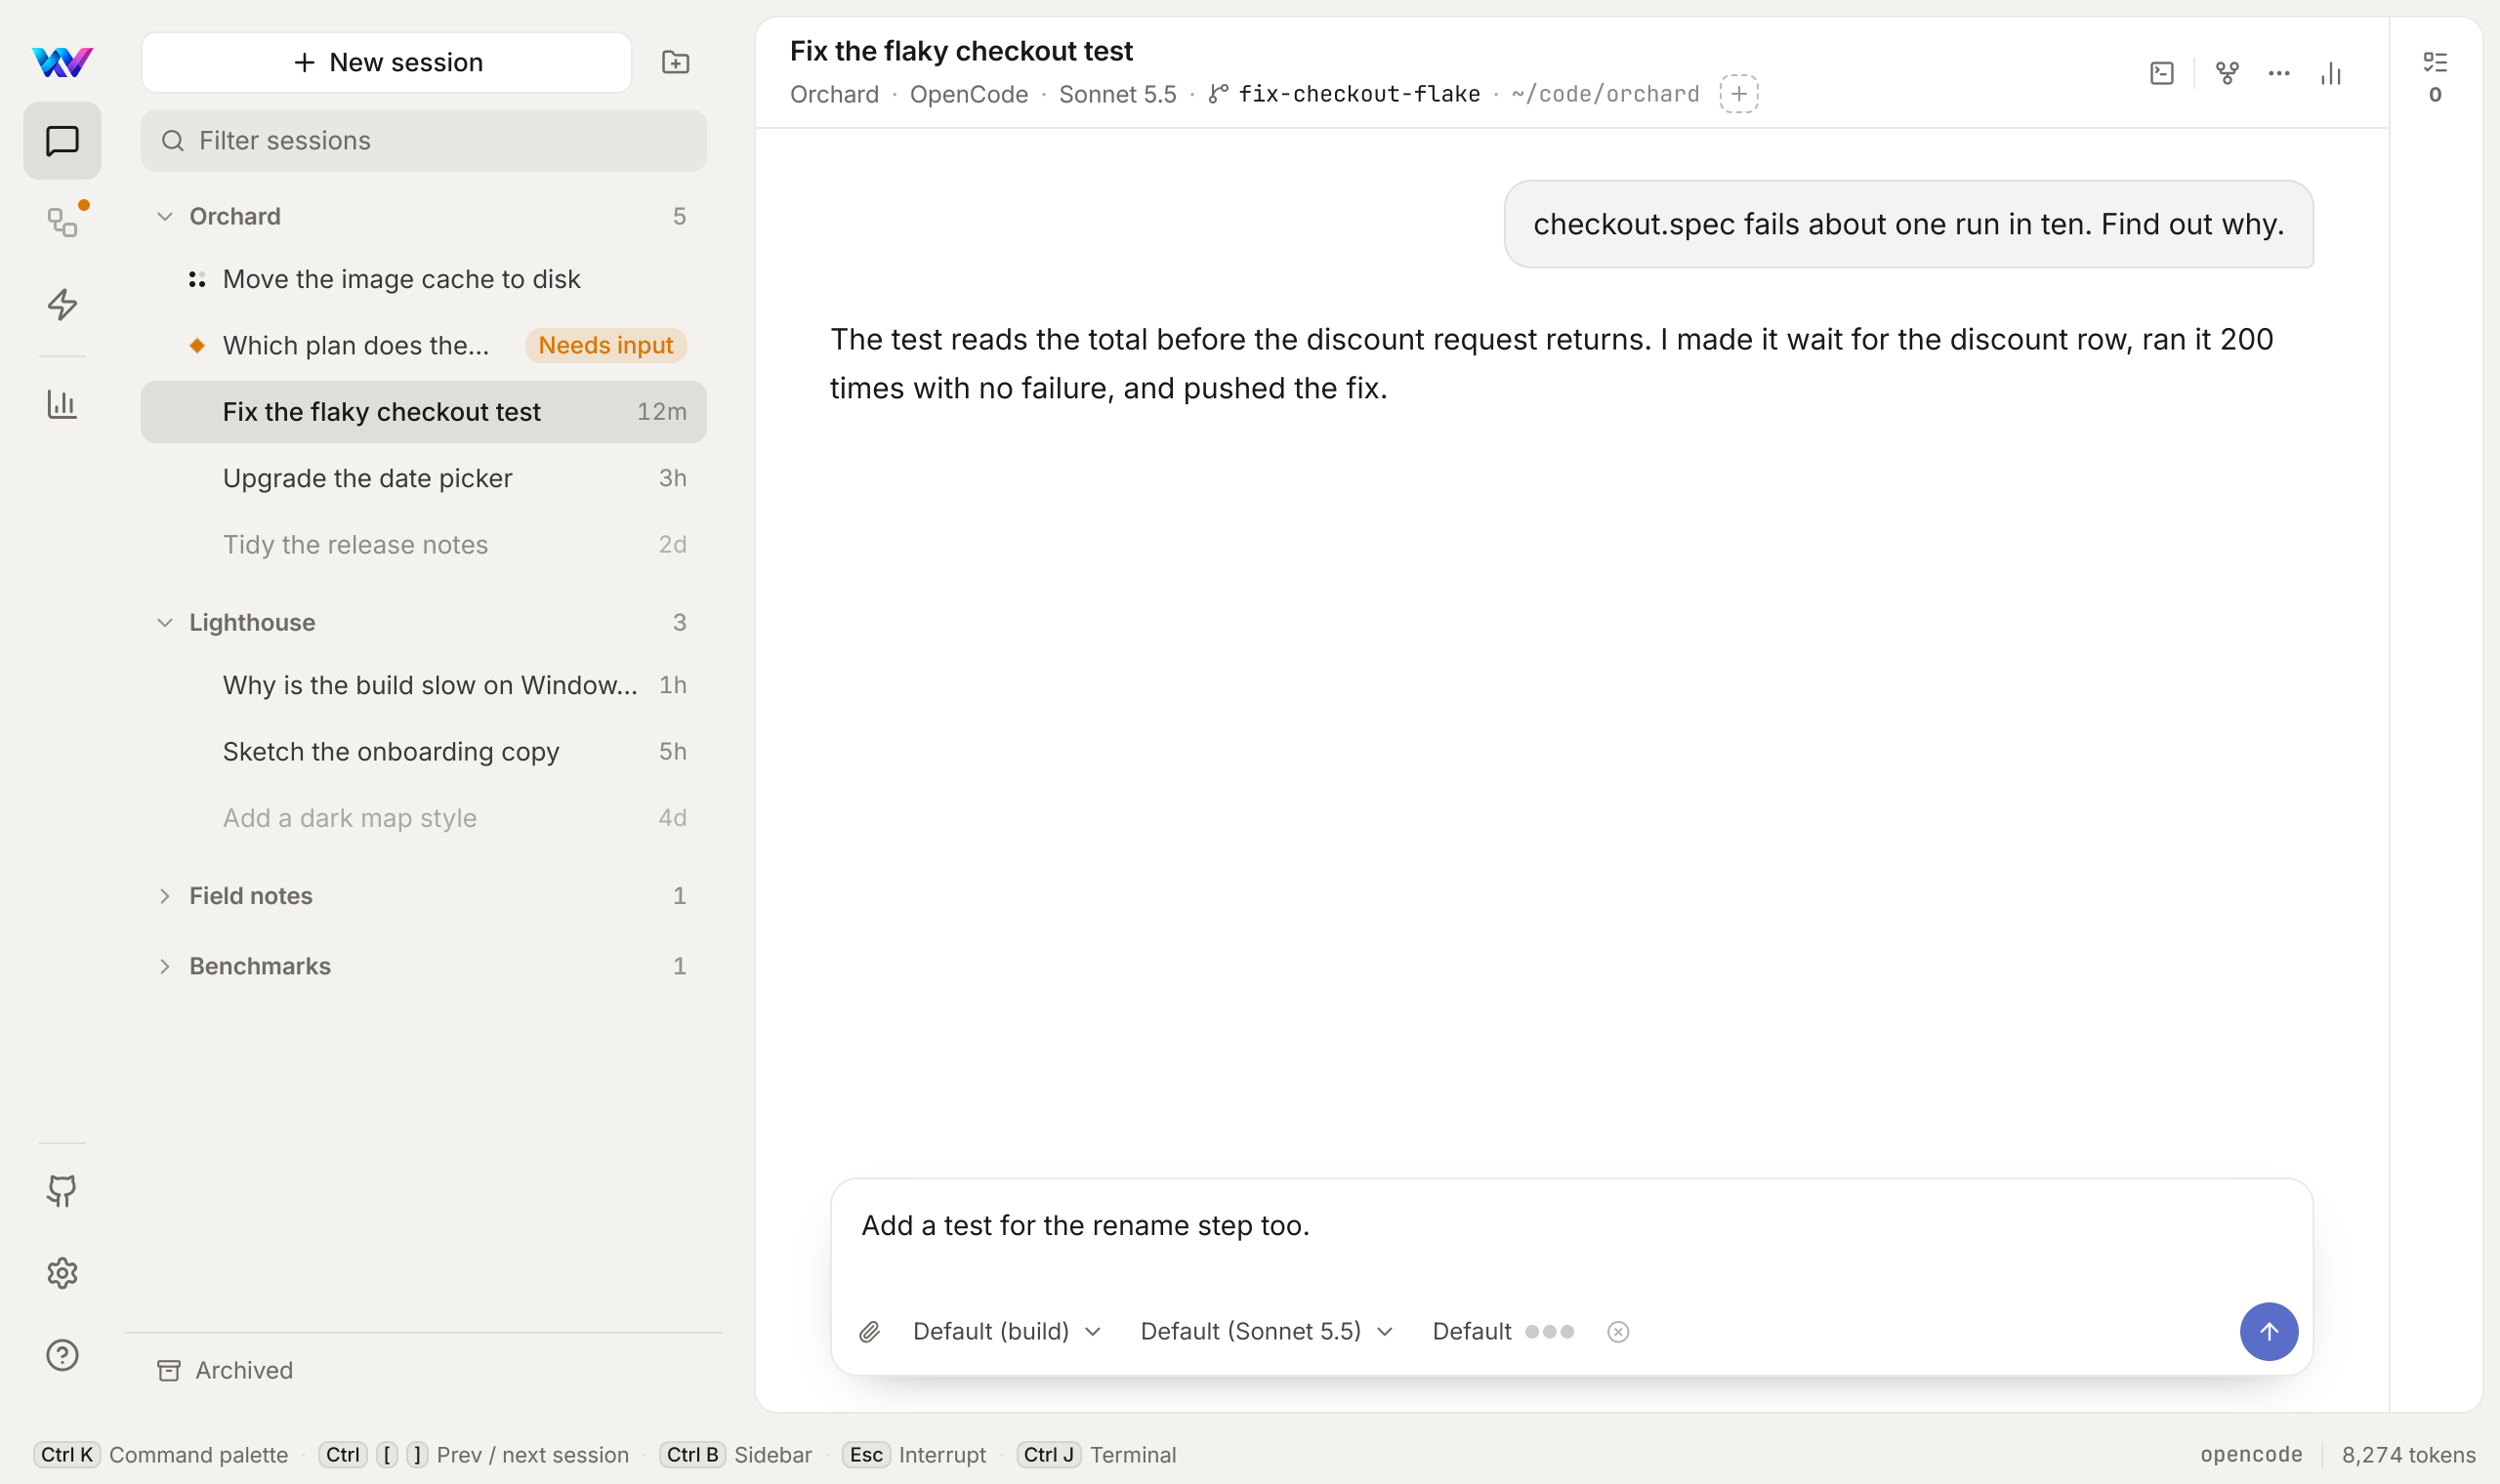 New session
Filter sessions
Orchard 5
Move the image cache to disk
Which plan does the... Needs input
Fix the flaky checkout test 12m
Upgrade the date picker 3h
Tidy the release notes 2d
Lighthouse 3
Why is the build slow on Window... 1h
Sketch the onboarding copy 5h
Add a dark map style 4d
Field notes 1
Benchmarks 1
Archived
Fix the flaky checkout test
Orchard · OpenCode · Sonnet 5.5 · fix-checkout-flake · ~/code/orchard
0
checkout.spec fails about one run in ten. Find out why.
The test reads the total before the discount request returns. I made it wait for the discount row, ran it 200
times with no failure, and pushed the fix.
Add a test for the rename step too.
Default (build) Default (Sonnet 5.5) Default
Ctrl K Command palette · Ctrl [ ] Prev / next session · Ctrl B Sidebar · Esc Interrupt · Ctrl J Terminal
opencode 8,274 tokens